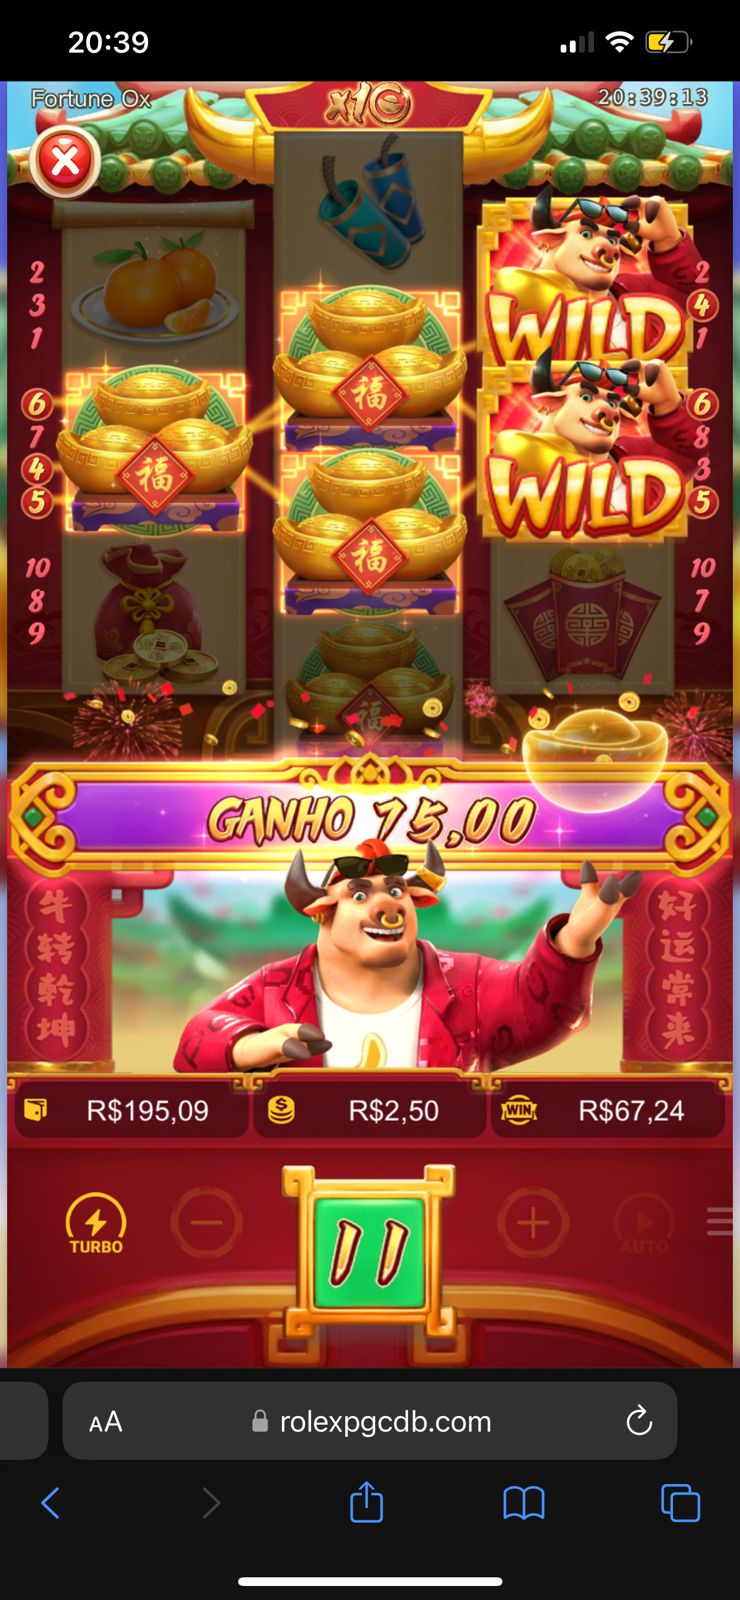 20:39
Fortune Ox
x10
20:39:13
WILD
WILD
2
3
1
6
7
4
5
10
8
9
2
4
1
6
8
3
5
10
7
9
福
福
福
福
GANHO 75,00
牛转乾坤
好运常来
R$195,09
R$2,50
WIN
R$67,24
TURBO
11
AUTO
AA
rolexpgcdb.com